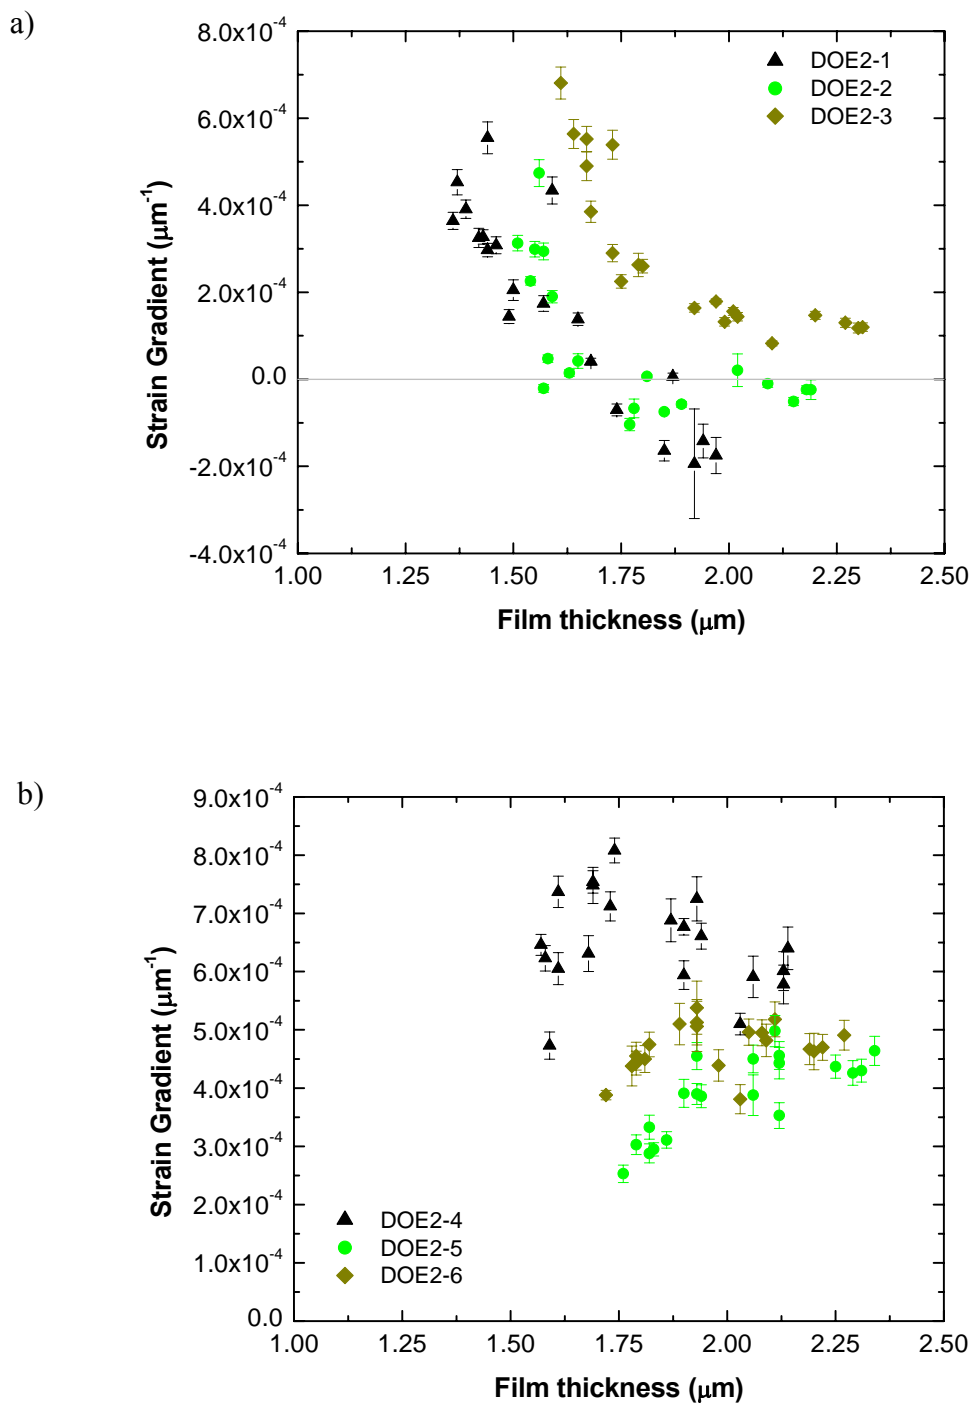 a)
8.0x10⁻⁴
6.0x10⁻⁴
4.0x10⁻⁴
2.0x10⁻⁴
0.0
-2.0x10⁻⁴
-4.0x10⁻⁴
Strain Gradient (μm⁻¹)
DOE2-1
DOE2-2
DOE2-3
1.00 1.25 1.50 1.75 2.00 2.25 2.50
Film thickness (μm)
b)
9.0x10⁻⁴
8.0x10⁻⁴
7.0x10⁻⁴
6.0x10⁻⁴
5.0x10⁻⁴
4.0x10⁻⁴
3.0x10⁻⁴
2.0x10⁻⁴
1.0x10⁻⁴
0.0
Strain Gradient (μm⁻¹)
DOE2-4
DOE2-5
DOE2-6
1.00 1.25 1.50 1.75 2.00 2.25 2.50
Film thickness (μm)